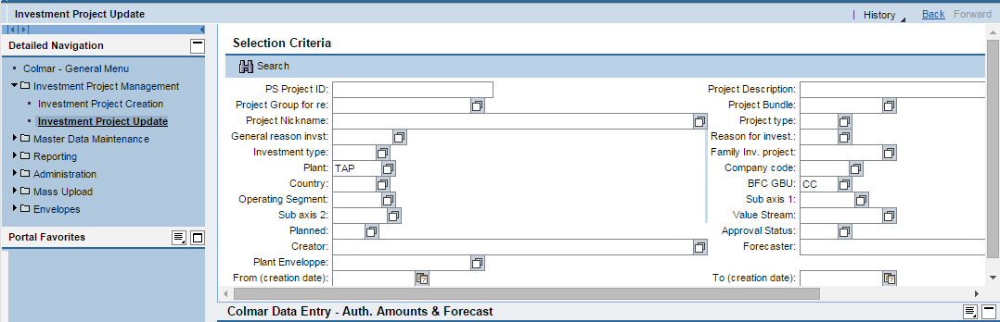 Investment Project Update
History
Back
Forward
Detailed Navigation
Colmar - General Menu
Investment Project Management
Investment Project Creation
Investment Project Update
Master Data Maintenance
Reporting
Administration
Mass Upload
Envelopes
Portal Favorites
Selection Criteria
Search
PS Project ID: Project Description:
Project Group for re: Project Bundle:
Project Nickname: Project type:
General reason invst: Reason for invest.:
Investment type: Family Inv. project:
Plant: TAP Company code:
Country: BFC GBU: CC
Operating Segment: Sub axis 1:
Sub axis 2: Value Stream:
Planned: Approval Status:
Creator: Forecaster:
Plant Enveloppe:
From (creation date): To (creation date):
Colmar Data Entry - Auth. Amounts & Forecast